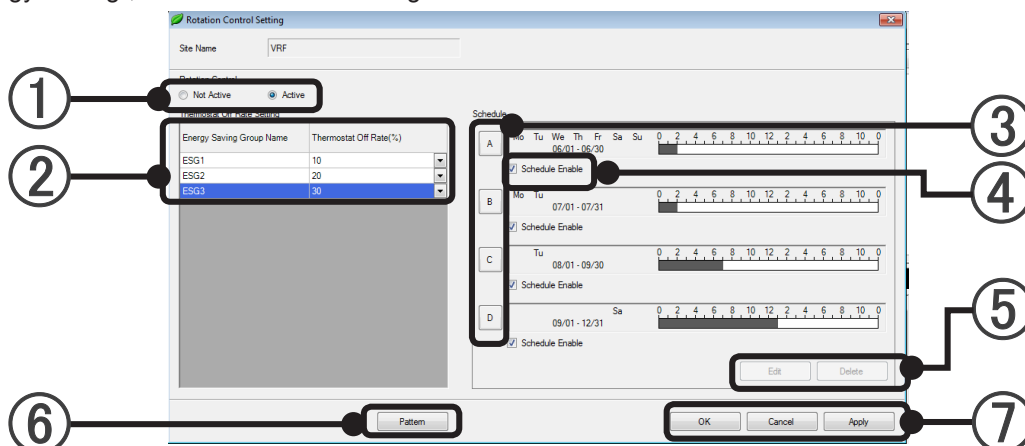 Rotation Control Setting
Site Name VRF
Rotation Control
Not Active Active
Thermostat Off Rate Setting
Energy Saving Group Name Thermostat Off Rate(%)
ESG1 10
ESG2 20
ESG3 30
Schedule
A Mo Tu We Th Fr Sa Su 0 2 4 6 8 10 12 2 4 6 8 10 0
06/01 - 06/30
Schedule Enable
B Mo Tu 0 2 4 6 8 10 12 2 4 6 8 10 0
07/01 - 07/31
Schedule Enable
C Tu 0 2 4 6 8 10 12 2 4 6 8 10 0
08/01 - 09/30
Schedule Enable
D Sa 0 2 4 6 8 10 12 2 4 6 8 10 0
09/01 - 12/31
Schedule Enable
Edit Delete
Pattern OK Cancel Apply
1
2
3
4
5
6
7